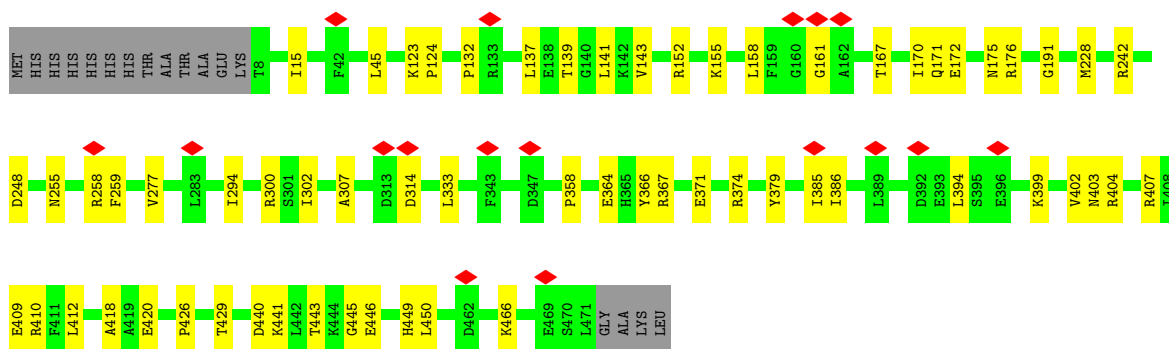 MET HIS HIS HIS HIS HIS HIS THR ALA THR ALA GLU LYS T8 I15 F42 L45 K123 P124 P132 R133 L137 E138 T139 G140 L141 K142 V143 R152 K155 L158 F159 G160 G161 A162 T167 I170 Q171 E172 N175 R176 G191 M228 R242
D248 N255 R258 F259 V277 L283 I294 R300 S301 I302 A307 D313 D314 L333 F343 D347 P358 E364 H365 Y366 R367 E371 R374 Y379 I385 I386 L389 D392 E393 L394 S395 E396 K399 V402 N403 R404 R407 L408
E409 R410 F411 L412 A418 A419 E420 P426 T429 D440 K441 L442 T443 K444 G445 E446 H449 L450 D462 K466 E469 S470 L471 GLY ALA LYS LEU